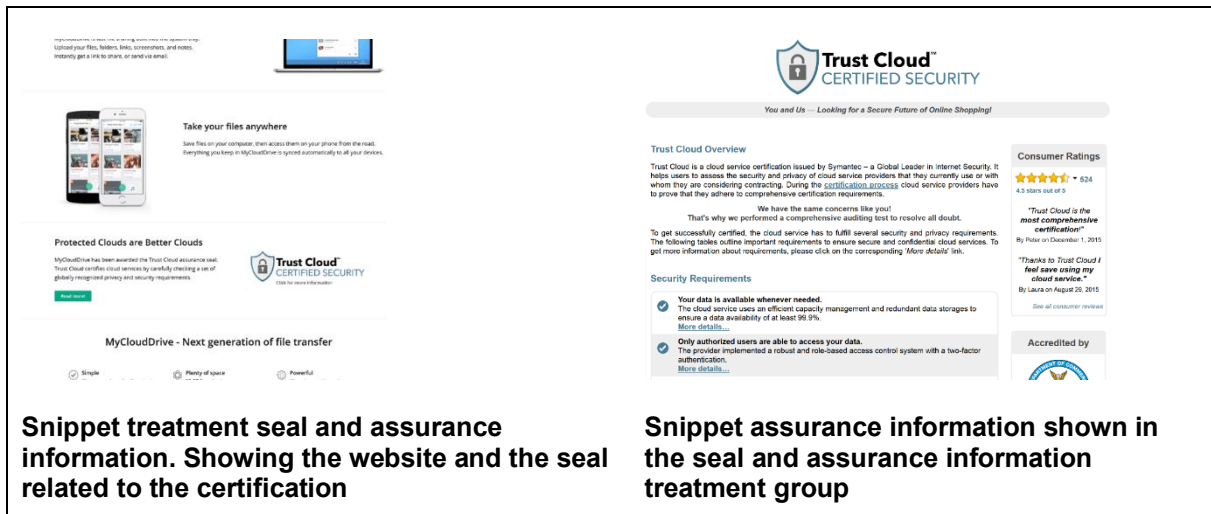 Upload your files, folders, links, screenshots, and notes.
Instantly get a link to share, or send via email.
Take your files anywhere
Save files on your computer, then access them on your phone from the road.
Everything you keep in MyCloudDrive is synced automatically to all your devices.
Protected Clouds are Better Clouds
MyCloudDrive has been awarded the Trust Cloud assurance seal.
Trust Cloud certifies cloud services by carefully checking a set of
globally recognized privacy and security requirements.
Read more!
Trust Cloud™
CERTIFIED SECURITY
Click for more information
MyCloudDrive - Next generation of file transfer
Simple
Plenty of space
Powerful
Snippet treatment seal and assurance
information. Showing the website and the seal
related to the certification
Trust Cloud™
CERTIFIED SECURITY
You and Us — Looking for a Secure Future of Online Shopping!
Trust Cloud Overview
Trust Cloud is a cloud service certification issued by Symantec – a Global Leader in Internet Security. It
helps users to assess the security and privacy of cloud service providers that they currently use or with
whom they are considering contracting. During the certification process cloud service providers have
to prove that they adhere to comprehensive certification requirements.
We have the same concerns like you!
That's why we performed a comprehensive auditing test to resolve all doubt.
To get successfully certified, the cloud service has to fulfill several security and privacy requirements.
The following tables outline important requirements to ensure secure and confidential cloud services. To
get more information about requirements, please click on the corresponding 'More details' link.
Security Requirements
Your data is available whenever needed.
The cloud service uses an efficient capacity management and redundant data storages to
ensure a data availability of at least 99.9%.
More details...
Only authorized users are able to access your data.
The provider implemented a robust and role-based access control system with a two-factor
authentication.
More details...
Consumer Ratings
524
4.3 stars out of 5
"Trust Cloud is the
most comprehensive
certification!"
By Peter on December 1, 2015
"Thanks to Trust Cloud I
feel save using my
cloud service."
By Laura on August 29, 2015
See all consumer reviews
Accredited by
Snippet assurance information shown in
the seal and assurance information
treatment group